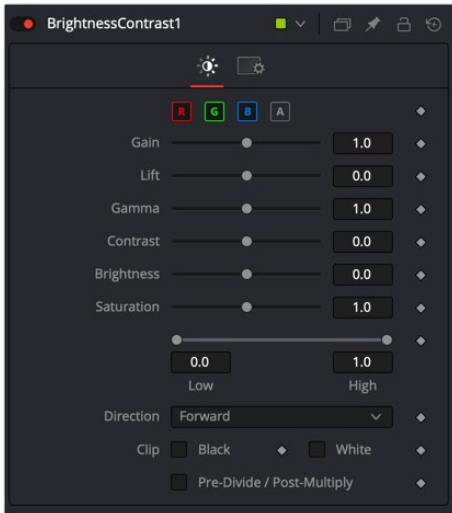 BrightnessContrast1
R G B A
Gain 1.0
Lift 0.0
Gamma 1.0
Contrast 0.0
Brightness 0.0
Saturation 1.0
0.0 1.0
Low High
Direction Forward
Clip Black White
Pre-Divide / Post-Multiply